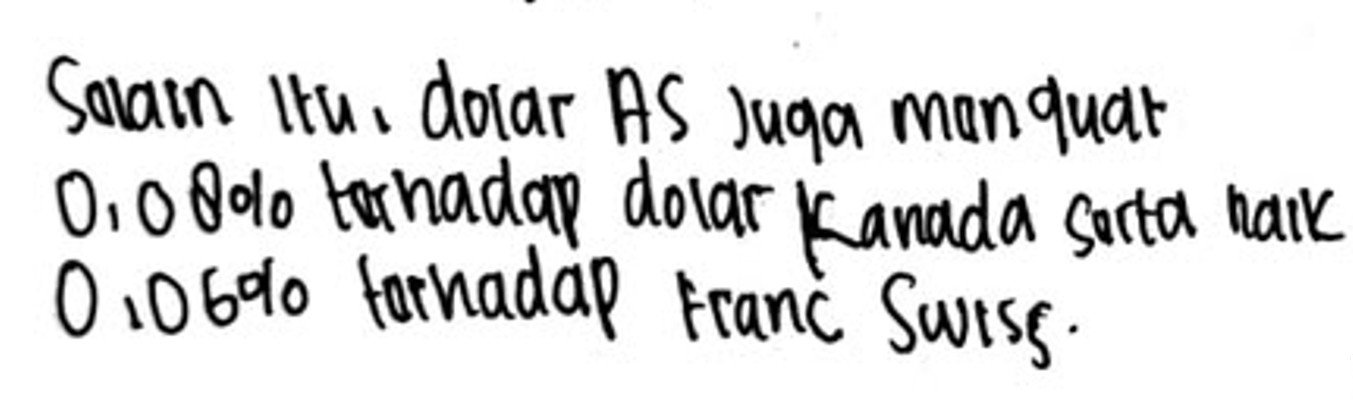 Selain itu, dolar AS juga menguat
0,08% terhadap dolar Kanada serta naik
0,06% terhadap Franc Swiss.